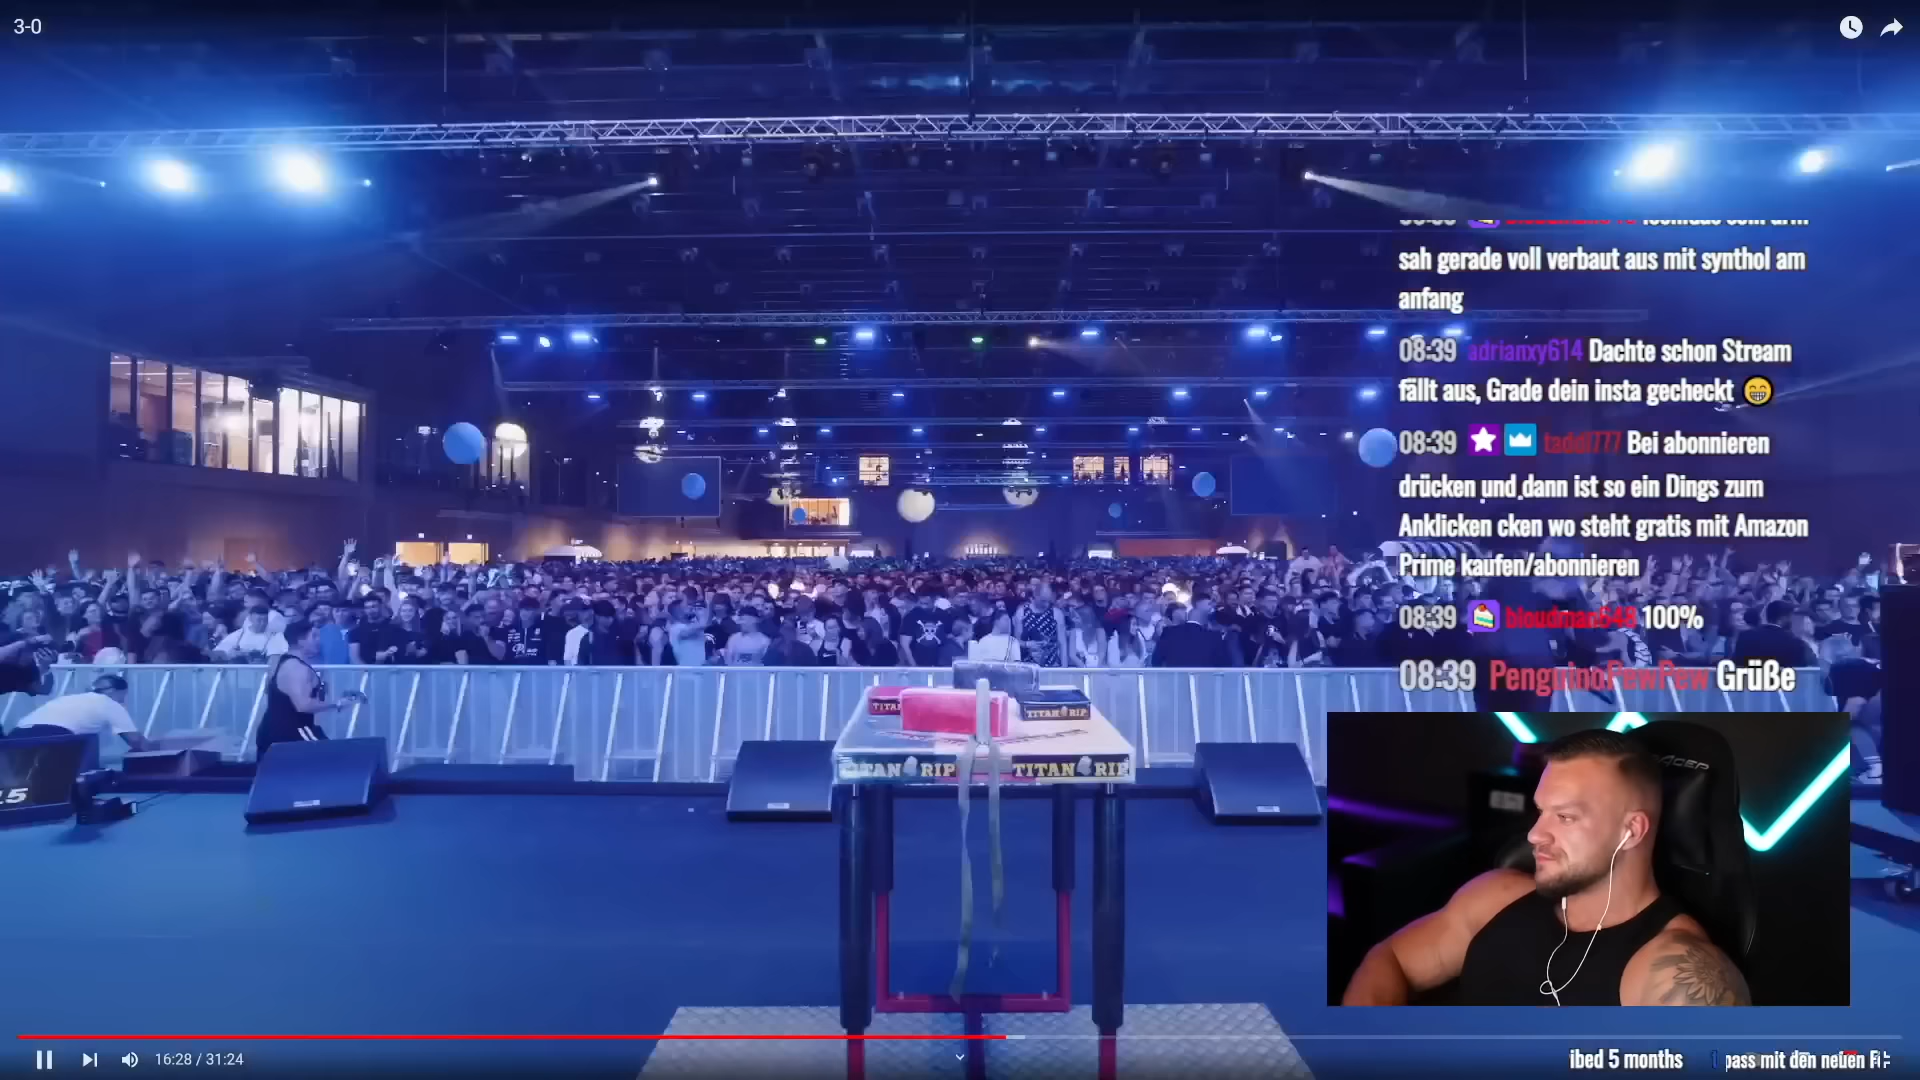 3-0
sah gerade voll verbaut aus mit synthol am
anfang
08:39 adrianxy614 Dachte schon Stream
fällt aus, Grade dein insta gecheckt 😁
08:39 Bei abonnieren
drücken und dann ist so ein Dings zum
Anklicken cken wo steht gratis mit Amazon
Prime kaufen/abonnieren
08:39 100%
08:39 PenguinoPewPew Grüße
TITAN RIP
TITAN RIP TITAN RIP
.5
16:28 / 31:24
ibed 5 months
pass mit den neuen